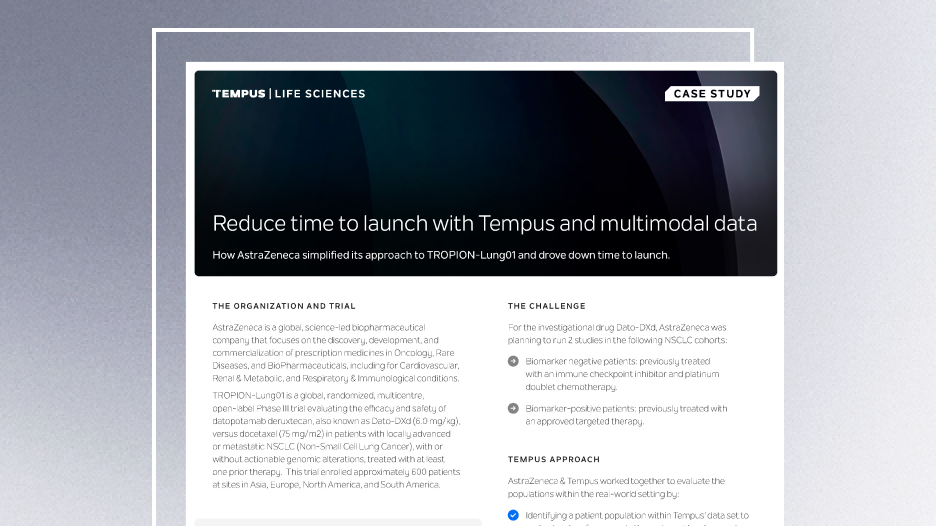 TEMPUS | LIFE SCIENCES
CASE STUDY
Reduce time to launch with Tempus and multimodal data
How AstraZeneca simplified its approach to TROPION-Lung01 and drove down time to launch.
THE ORGANIZATION AND TRIAL
AstraZeneca is a global, science-led biopharmaceutical
company that focuses on the discovery, development, and
commercialization of prescription medicines in Oncology, Rare
Diseases, and BioPharmaceuticals, including for Cardiovascular,
Renal & Metabolic, and Respiratory & Immunological conditions.
TROPION-Lung01 is a global, randomized, multicentre,
open-label Phase III trial evaluating the efficacy and safety of
datopotamab deruxtecan, also known as Dato-DXd (6.0 mg/kg),
versus docetaxel (75 mg/m2) in patients with locally advanced
or metastatic NSCLC (Non-Small Cell Lung Cancer), with or
without actionable genomic alterations, treated with at least
one prior therapy. This trial enrolled approximately 600 patients
at sites in Asia, Europe, North America, and South America.
THE CHALLENGE
For the investigational drug Dato-DXd, AstraZeneca was
planning to run 2 studies in the following NSCLC cohorts:
Biomarker negative patients: previously treated
with an immune checkpoint inhibitor and platinum
doublet chemotherapy.
Biomarker-positive patients: previously treated with
an approved targeted therapy.
TEMPUS APPROACH
AstraZeneca & Tempus worked together to evaluate the
populations within the real-world setting by:
Identifying a patient population within Tempus' data set to